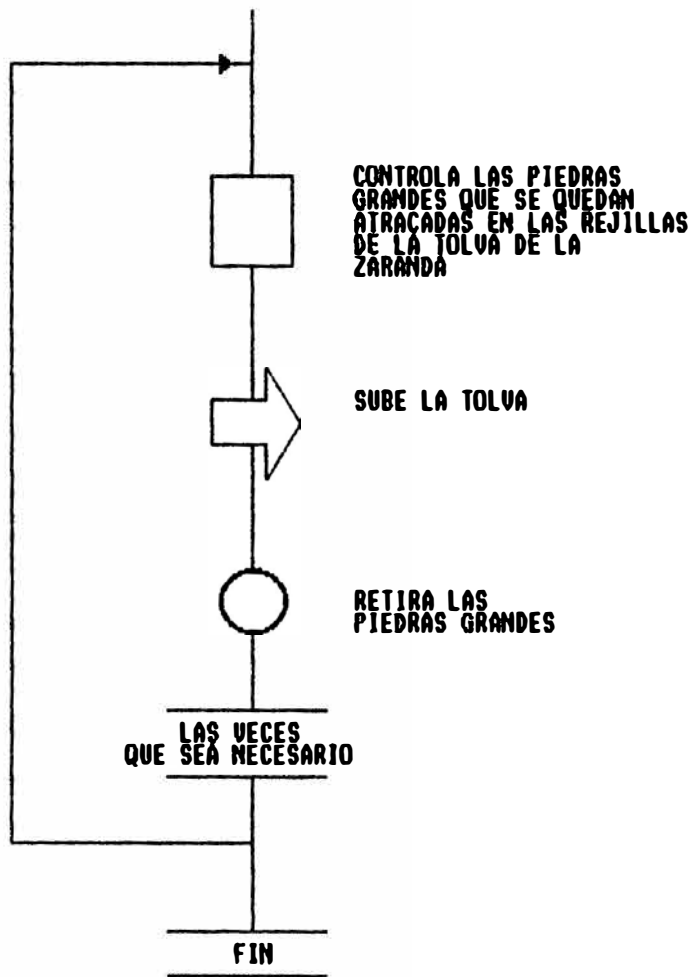 CONTROLA LAS PIEDRAS
GRANDES QUE SE QUEDAN
ATRACADAS EN LAS REJILLAS
DE LA TOLVA DE LA
ZARANDA
SUBE LA TOLVA
RETIRA LAS
PIEDRAS GRANDES
LAS VECES
QUE SEA NECESARIO
FIN